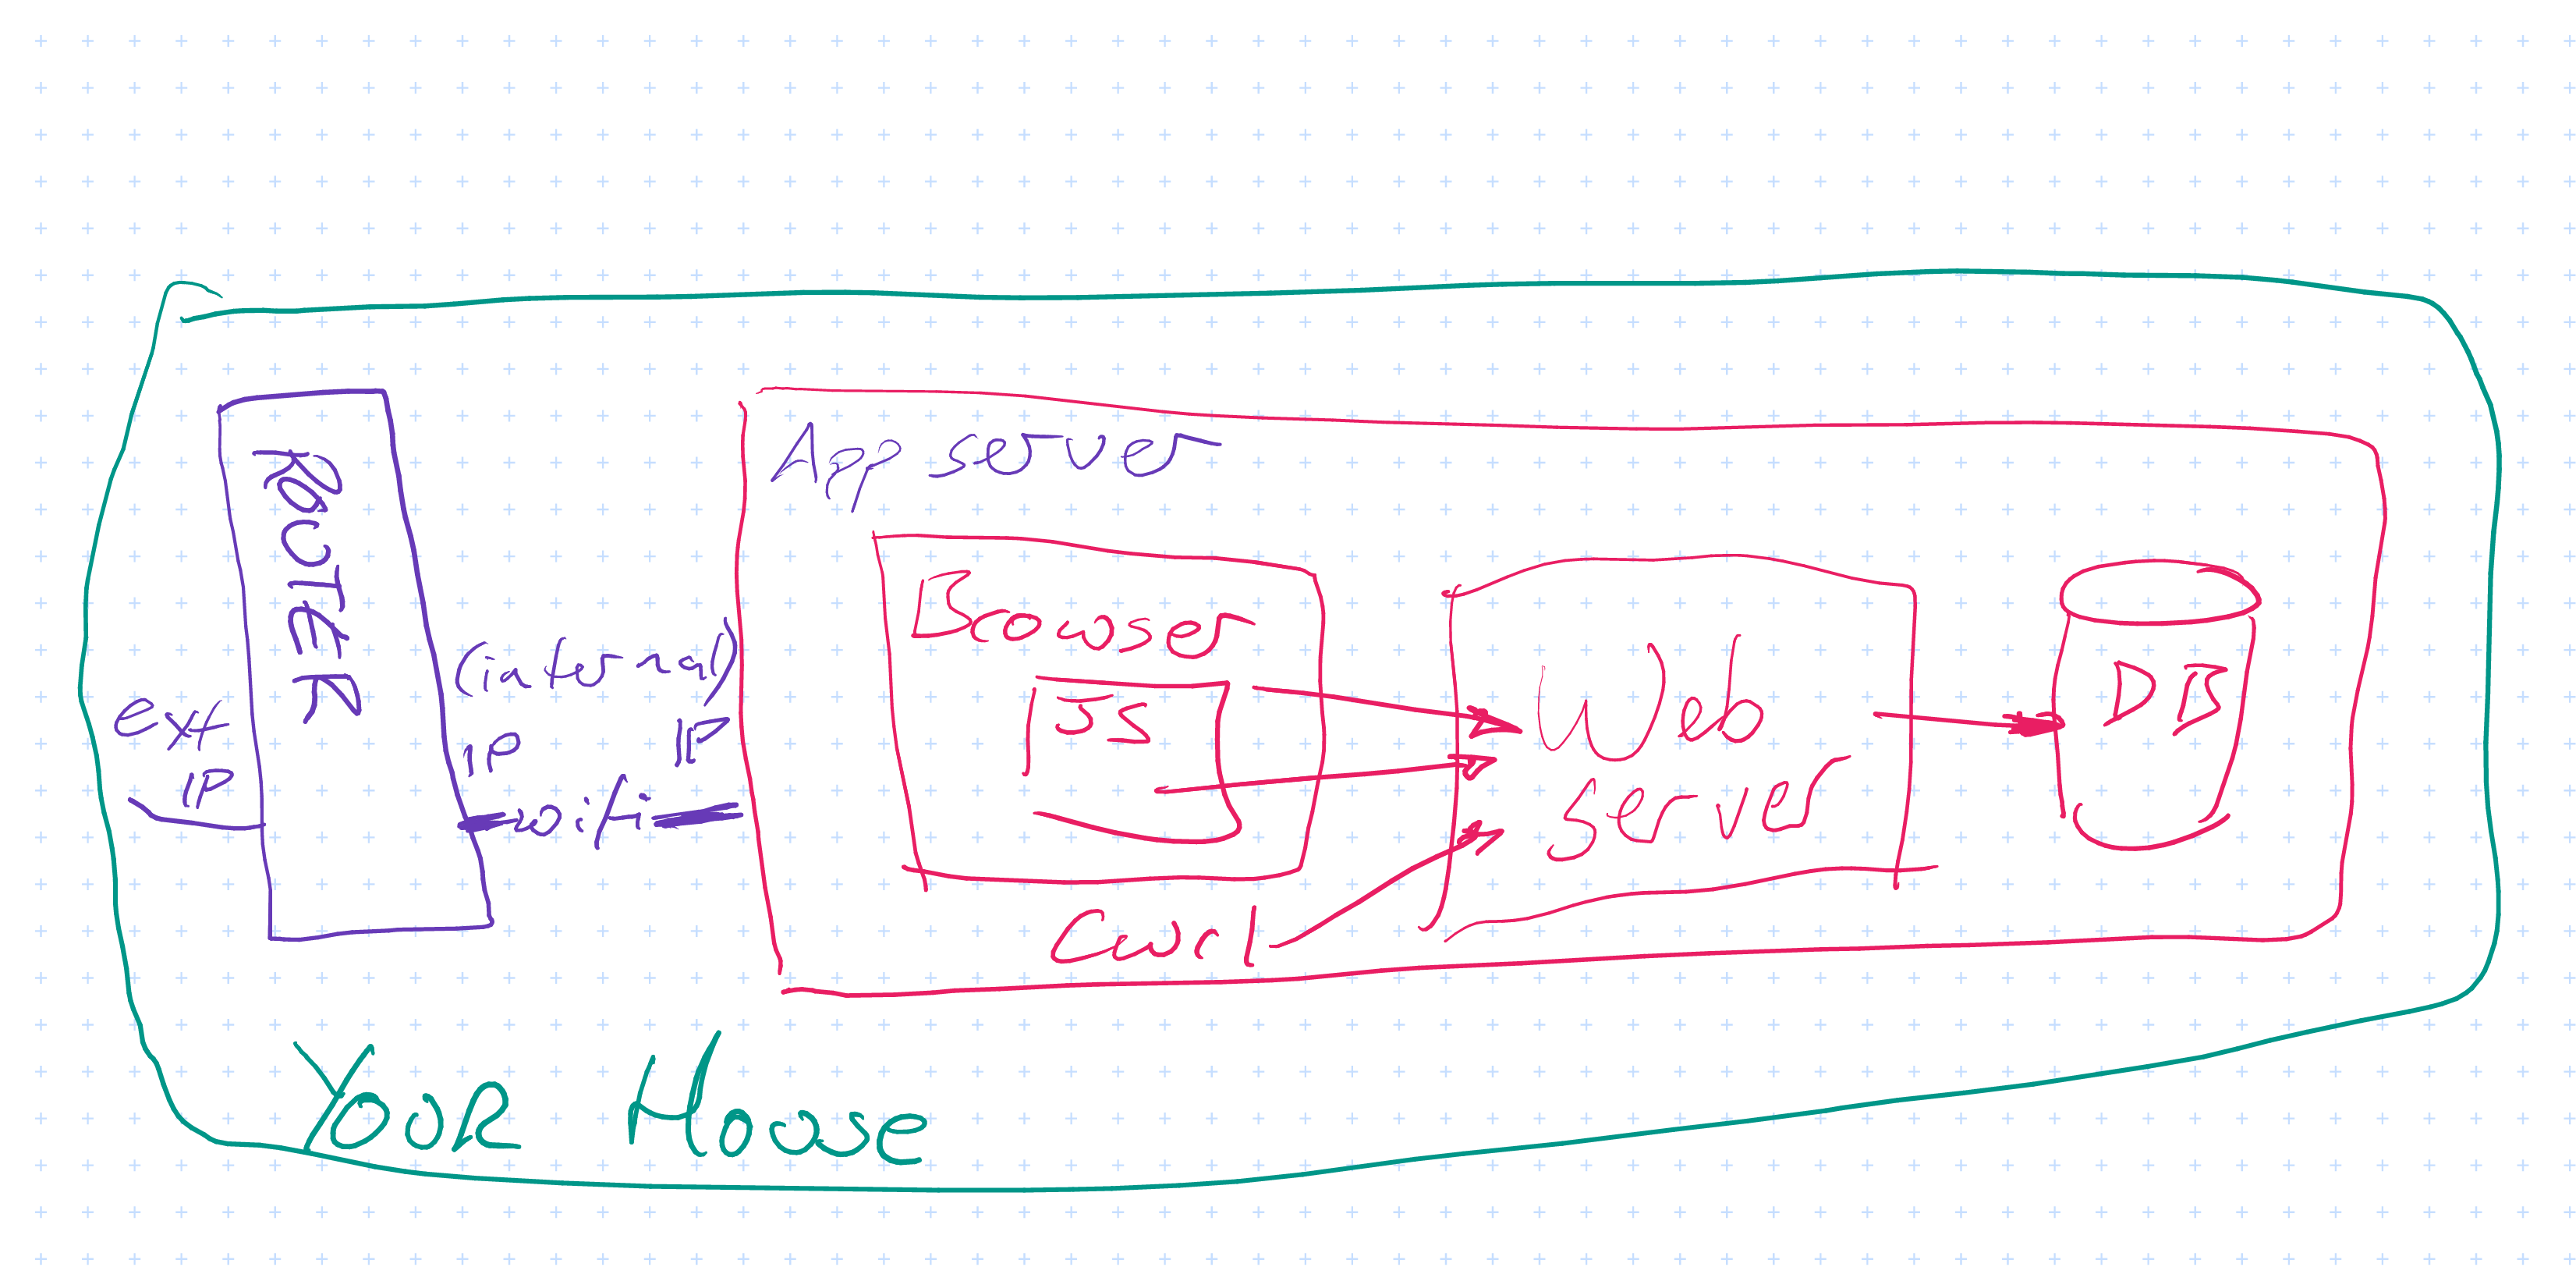 App server
ROUTER
Browser
JS
(internal)
IP
IP
wifi
ext
IP
Web
server
DB
Curl
YOUR HOUSE